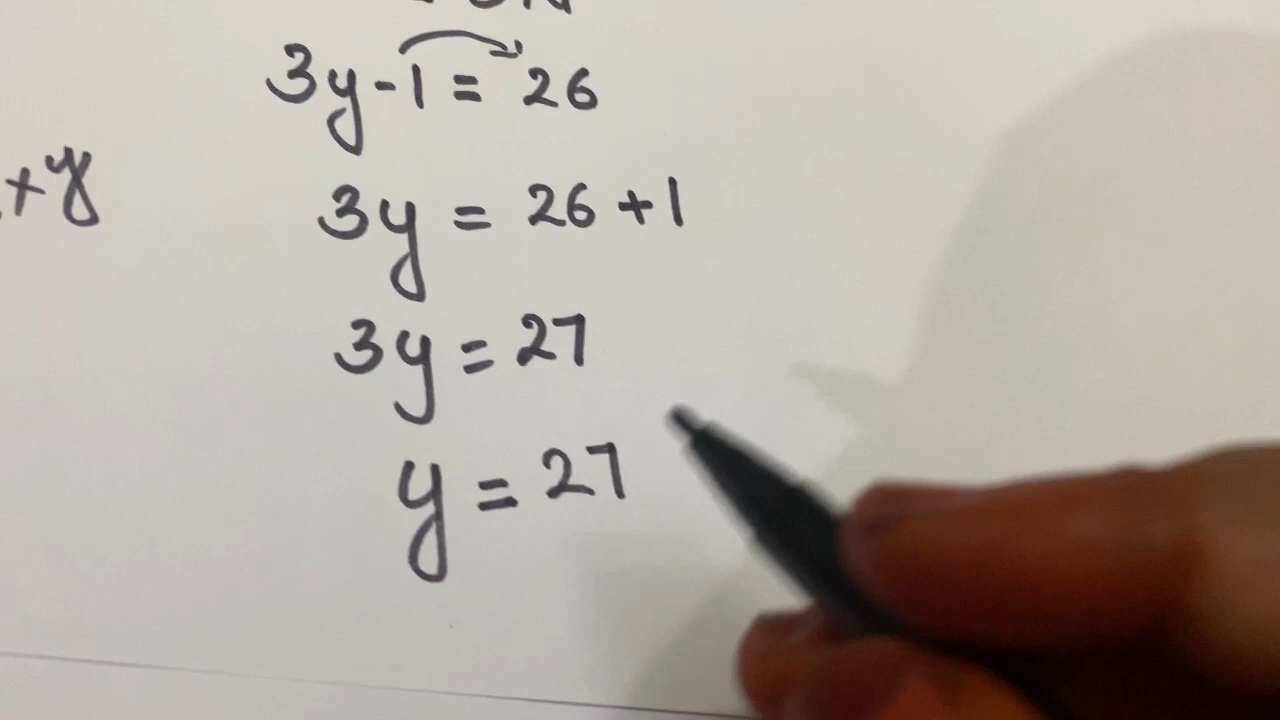 3y - 1 = 26
+y
3y = 26 + 1
3y = 27
y = 27